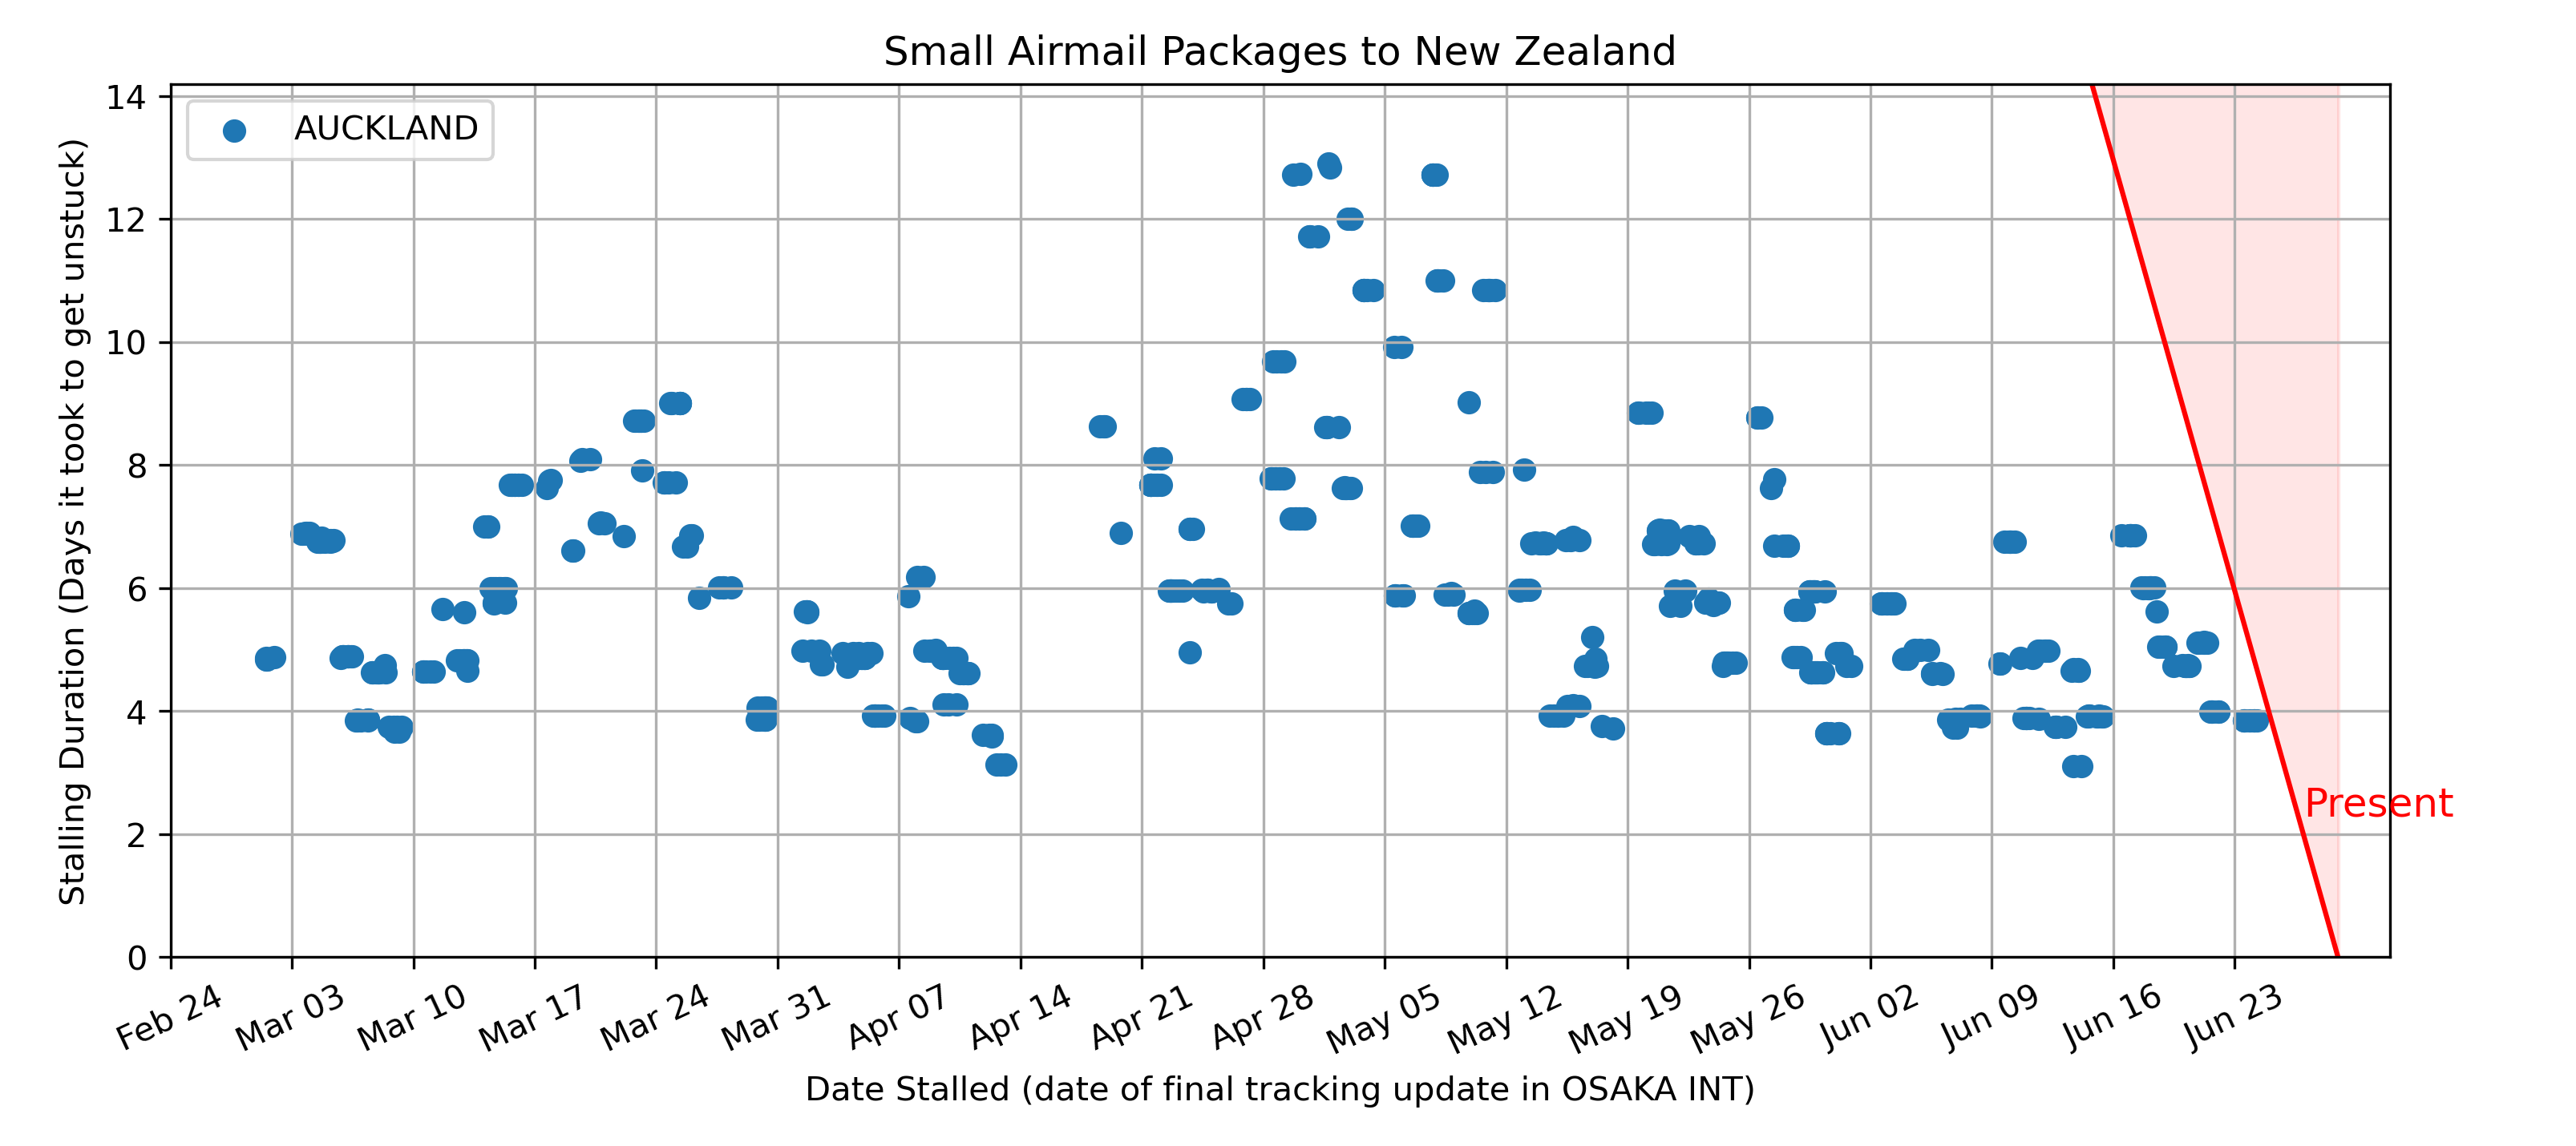 Small Airmail Packages to New Zealand
AUCKLAND
Stalling Duration (Days it took to get unstuck)
14
12
10
8
6
4
2
0
Present
Feb 24
Mar 03
Mar 10
Mar 17
Mar 24
Mar 31
Apr 07
Apr 14
Apr 21
Apr 28
May 05
May 12
May 19
May 26
Jun 02
Jun 09
Jun 16
Jun 23
Date Stalled (date of final tracking update in OSAKA INT)